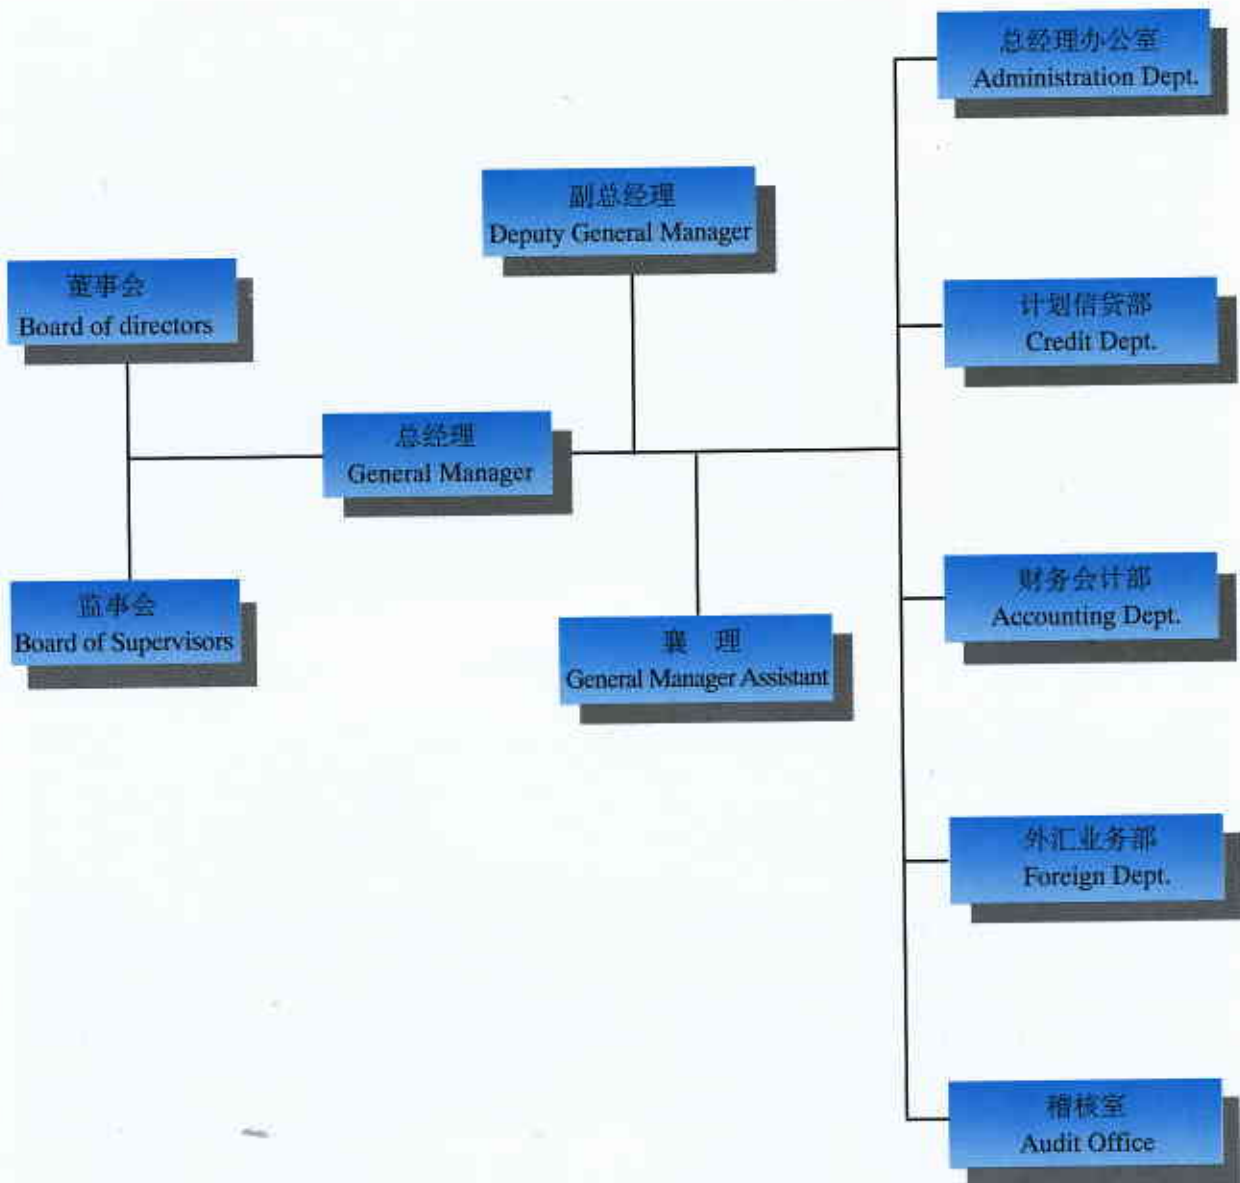 董事会
Board of directors
监事会
Board of Supervisors
总经理
General Manager
副总经理
Deputy General Manager
襄 理
General Manager Assistant
总经理办公室
Administration Dept.
计划信贷部
Credit Dept.
财务会计部
Accounting Dept.
外汇业务部
Foreign Dept.
稽核室
Audit Office